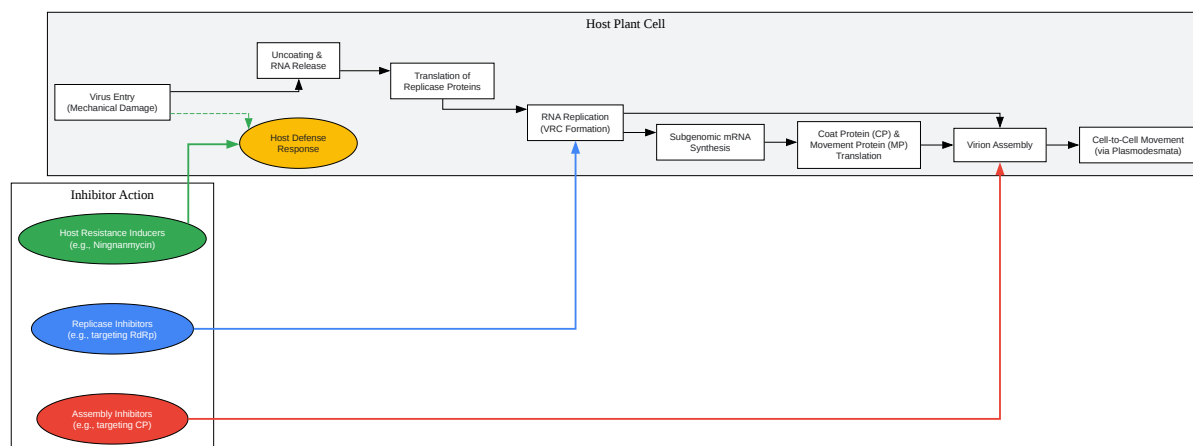 Host Plant Cell
Uncoating &
RNA Release
Translation of
Replicase Proteins
Virus Entry
(Mechanical Damage)
RNA Replication
(VRC Formation)
Host Defense
Response
Subgenomic mRNA
Synthesis
Coat Protein (CP) &
Movement Protein (MP)
Translation
Virion Assembly
Cell-to-Cell Movement
(via Plasmodesmata)
Inhibitor Action
Host Resistance Inducers
(e.g., Ningnanmycin)
Replicase Inhibitors
(e.g., targeting RdRp)
Assembly Inhibitors
(e.g., targeting CP)